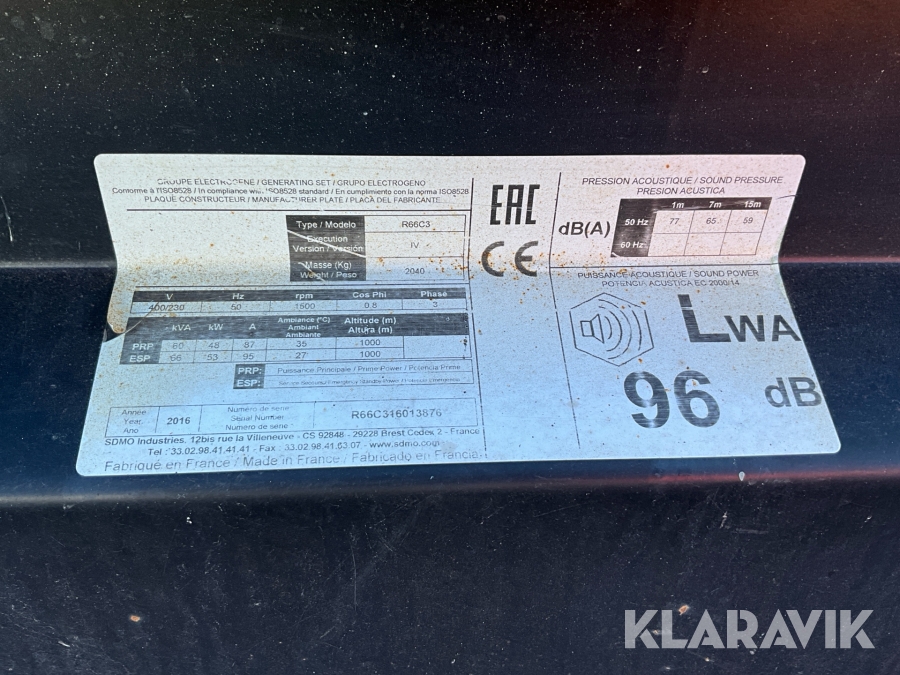 GROUPE ELECTROGENE / GENERATING SET / GRUPO ELECTROGENO
Conforme à l'ISO8528 / In compliance with ISO8528 standard / En cumplimiento con la norma ISO8528
PLAQUE CONSTRUCTEUR / MANUFACTURER PLATE / PLACA DEL FABRICANTE
Type / Modelo R66C3
Execution
Version / Versión IV
Masse (Kg)
Weight / Peso 2040
V Hz rpm Cos Phi Phase
400/230 50 1500 0.8 3
kVA kW A Ambiance (°C) Ambiant Ambiante Altitude (m) Altura (m)
PRP 60 48 87 35 1000
ESP 66 53 95 27 1000
PRP: Puissance Principale / Prime Power / Potencia Prime
ESP:
Année
Year
Ano
2016
Numéro de série
Serial Number
Numero de serie :
R66C316013876
SDMO Industries. 12bis rue la Villeneuve - CS 92848 - 29228 Brest Cedex 2 - France
Tel : 33.02.98.41.41.41 - Fax : 33.02.98.41.63.07 - www.sdmo.com
Fabriqué en France / Made in France / Fabricado en Francia
EAC
CE
PRESSION ACOUSTIQUE / SOUND PRESSURE
PRESION ACUSTICA
1m 7m 15m
dB(A) 50 Hz 77 65 59
60 Hz
PUISSANCE ACOUSTIQUE / SOUND POWER
POTENCIA ACUSTICA EC 2000/14
LWA
96 dB
KLARAVIK